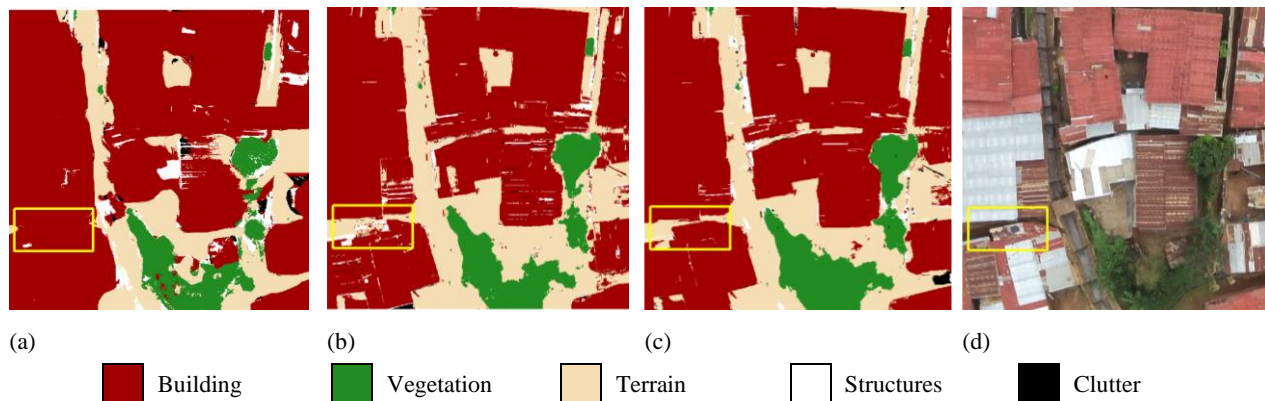 (a) (b) (c) (d)
Building Vegetation Terrain Structures Clutter